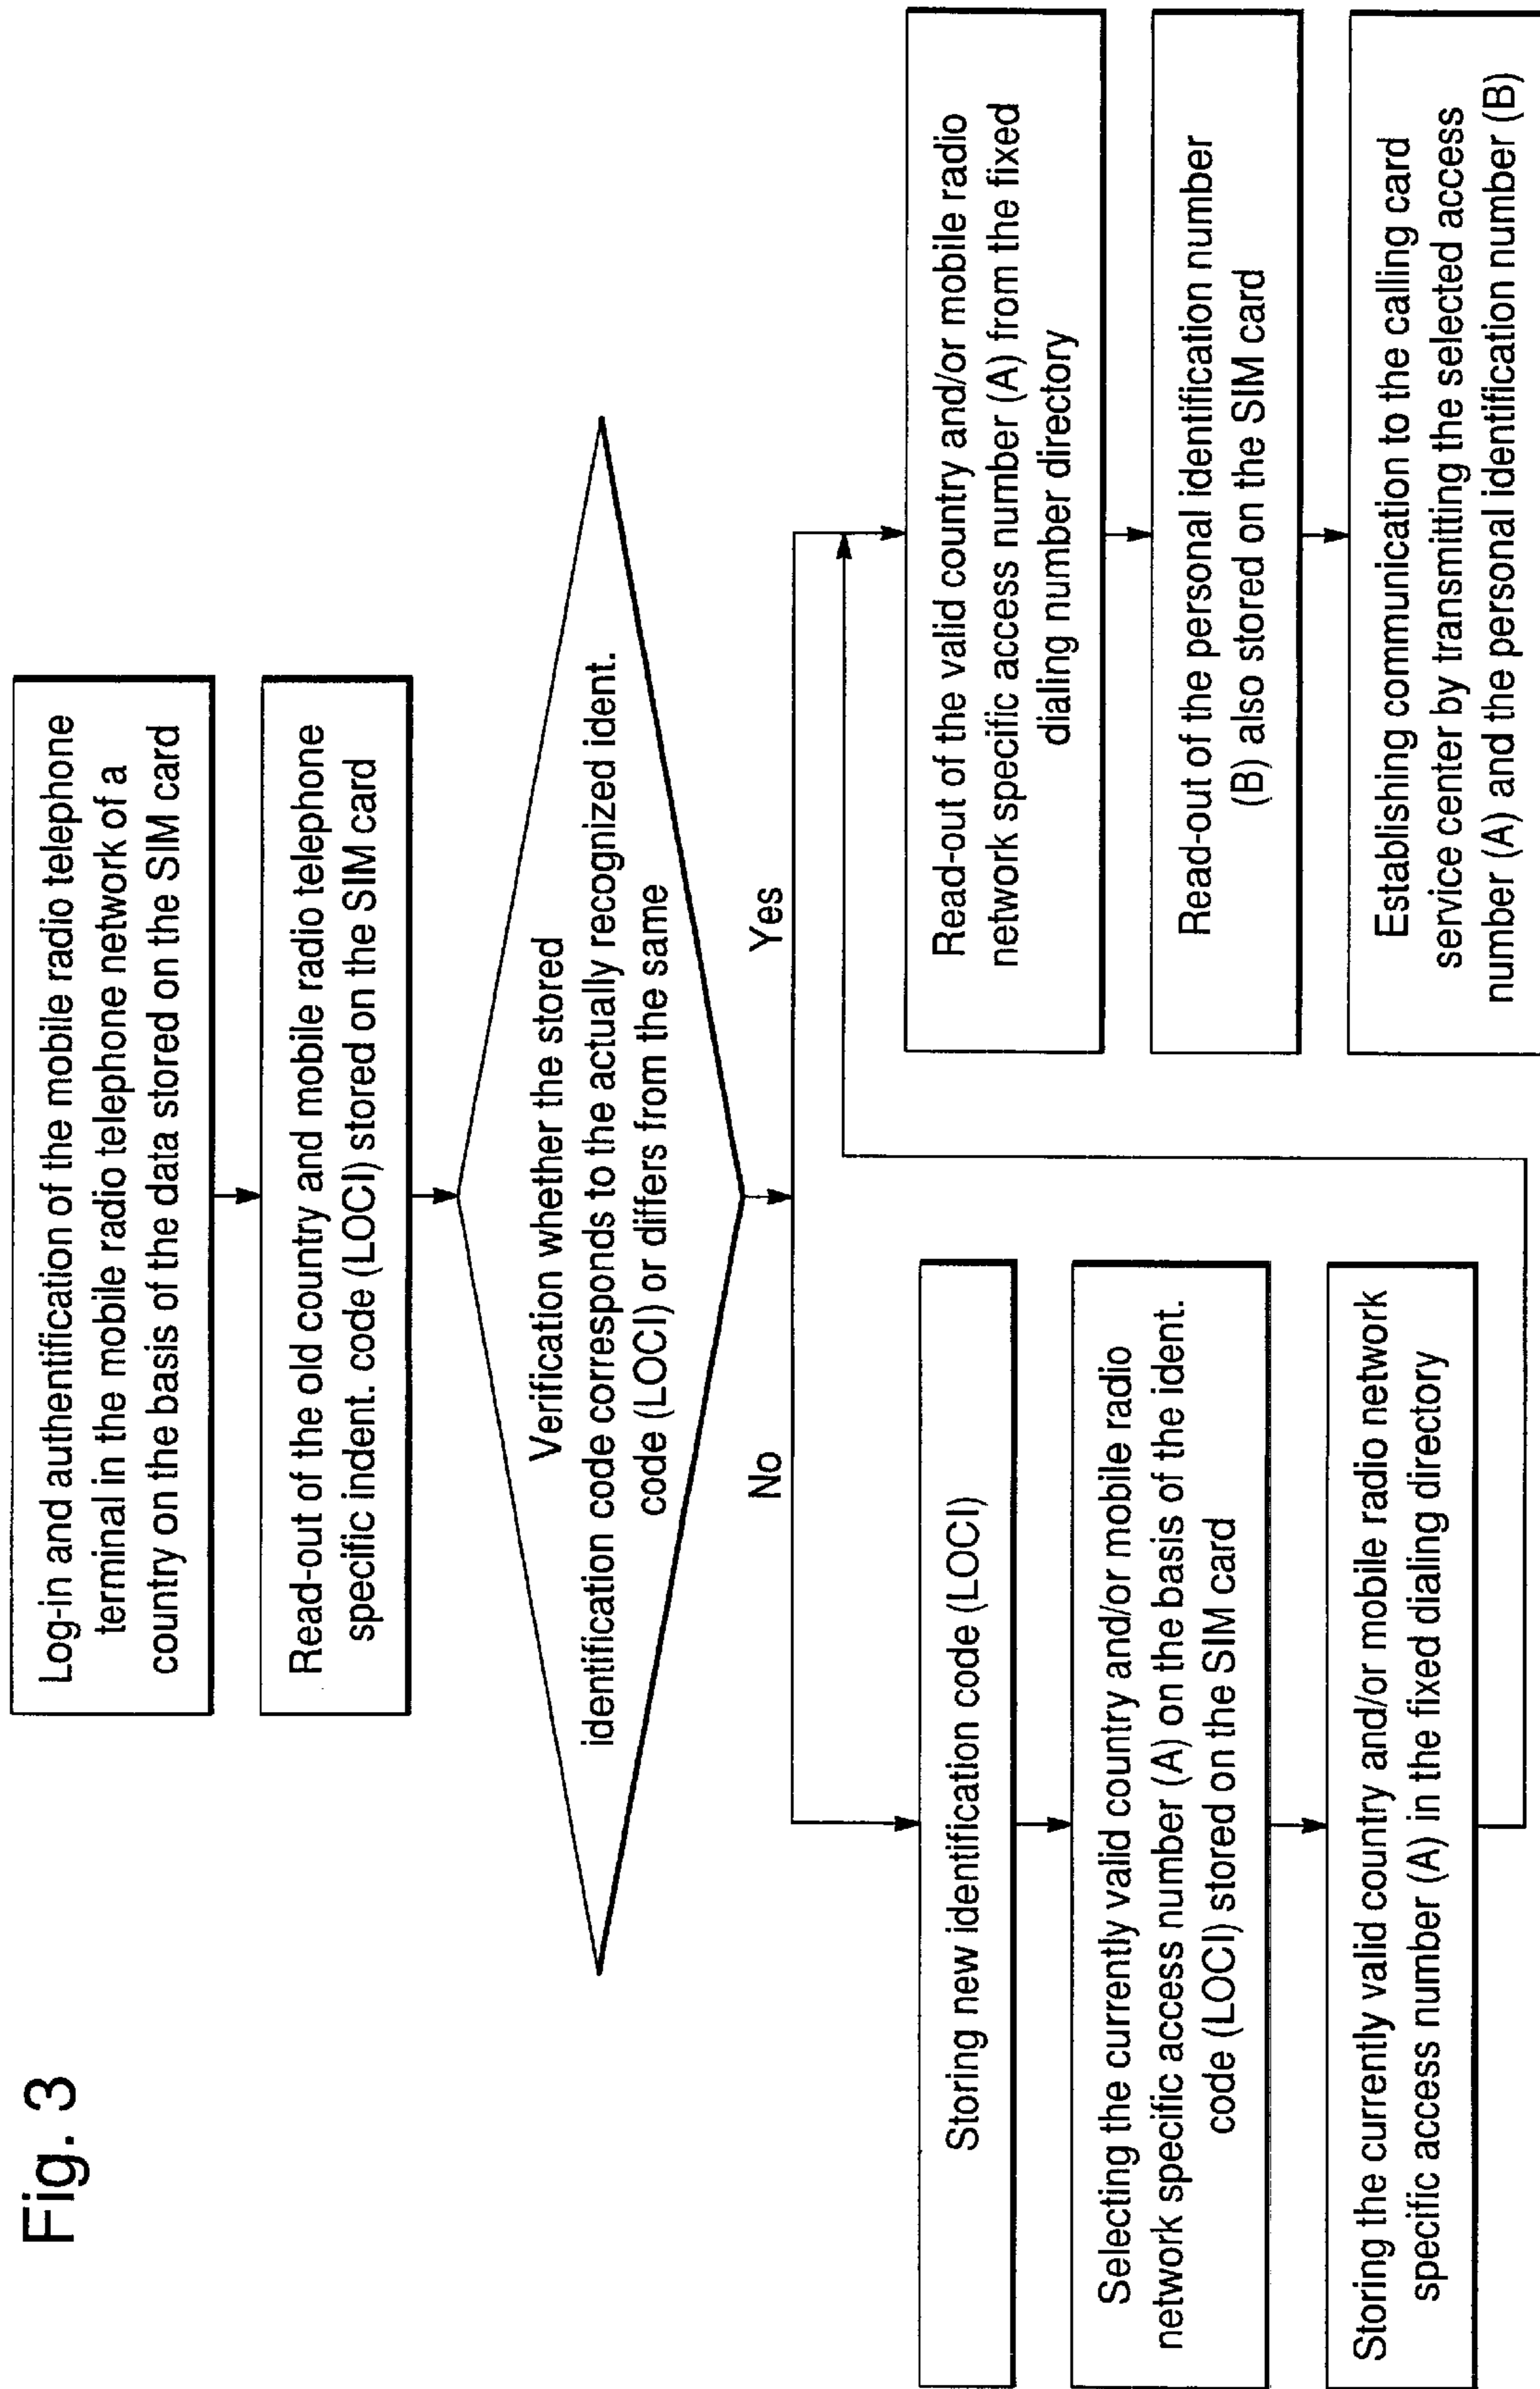 Fig. 3
Log-in and authentification of the mobile radio telephone
terminal in the mobile radio telephone network of a
country on the basis of the data stored on the SIM card
Read-out of the old country and mobile radio telephone
specific indent. code (LOCI) stored on the SIM card
Verification whether the stored
identification code corresponds to the actually recognized ident.
code (LOCI) or differs from the same
No
Yes
Storing new identification code (LOCI)
Selecting the currently valid country and/or mobile radio
network specific access number (A) on the basis of the ident.
code (LOCI) stored on the SIM card
Storing the currently valid country and/or mobile radio network
specific access number (A) in the fixed dialing directory
Read-out of the valid country and/or mobile radio
network specific access number (A) from the fixed
dialing number directory
Read-out of the personal identification number
(B) also stored on the SIM card
Establishing communication to the calling card
service center by transmitting the selected access
number (A) and the personal identification number (B)